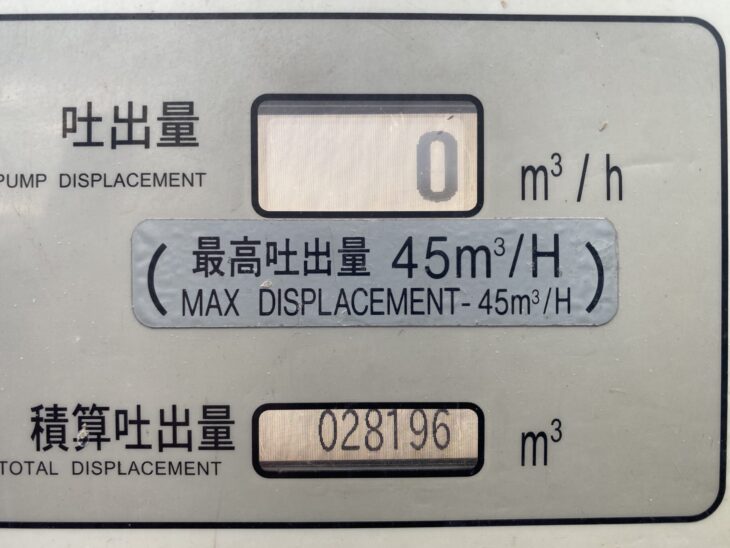 吐出量
PUMP DISPLACEMENT
0
m³/h
(最高吐出量 45m³/H
MAX DISPLACEMENT-45m³/H)
積算吐出量
TOTAL DISPLACEMENT
028196
m³